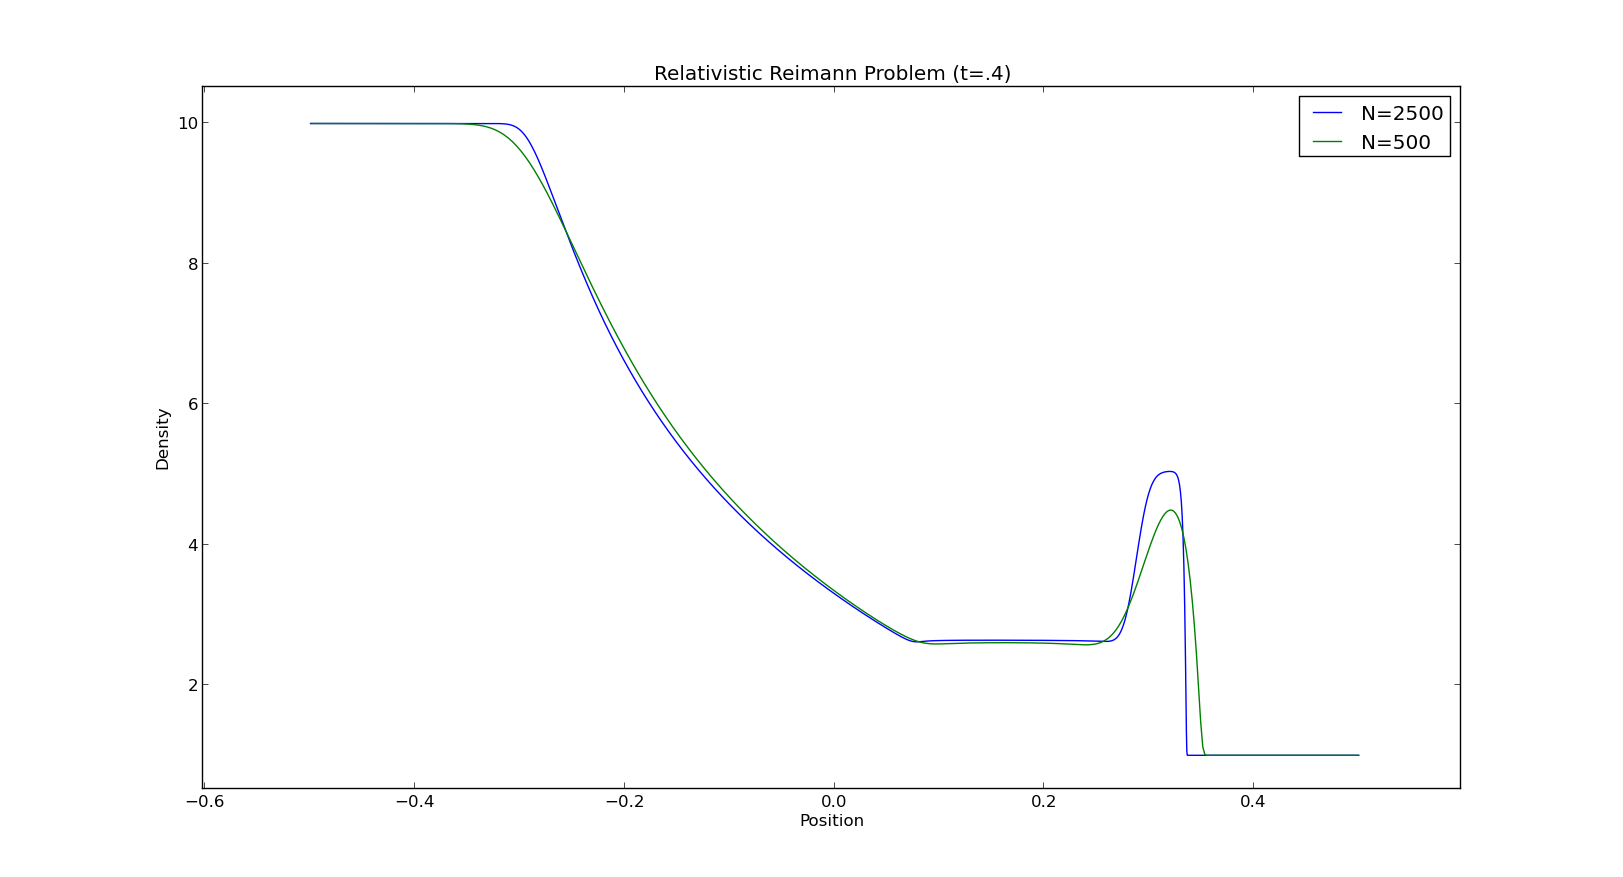 Relativistic Reimann Problem (t=.4)
N=2500
N=500
10
8
6
4
2
Density
−0.6
−0.4
−0.2
0.0
0.2
0.4
Position